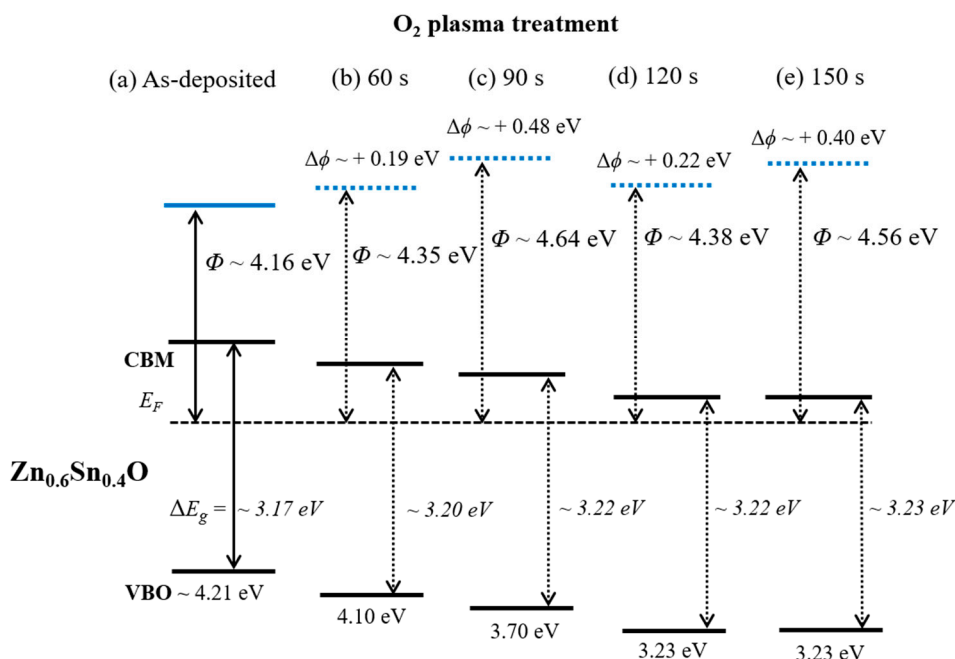 O₂ plasma treatment
(a) As-deposited
(b) 60 s
(c) 90 s
(d) 120 s
(e) 150 s
Δϕ ~ + 0.19 eV
Δϕ ~ + 0.48 eV
Δϕ ~ + 0.22 eV
Δϕ ~ + 0.40 eV
Φ ~ 4.16 eV
Φ ~ 4.35 eV
Φ ~ 4.64 eV
Φ ~ 4.38 eV
Φ ~ 4.56 eV
CBM
E_F
Zn₀.₆Sn₀.₄O
ΔE_g = ~ 3.17 eV
~ 3.20 eV
~ 3.22 eV
~ 3.22 eV
~ 3.23 eV
VBO ~ 4.21 eV
4.10 eV
3.70 eV
3.23 eV
3.23 eV